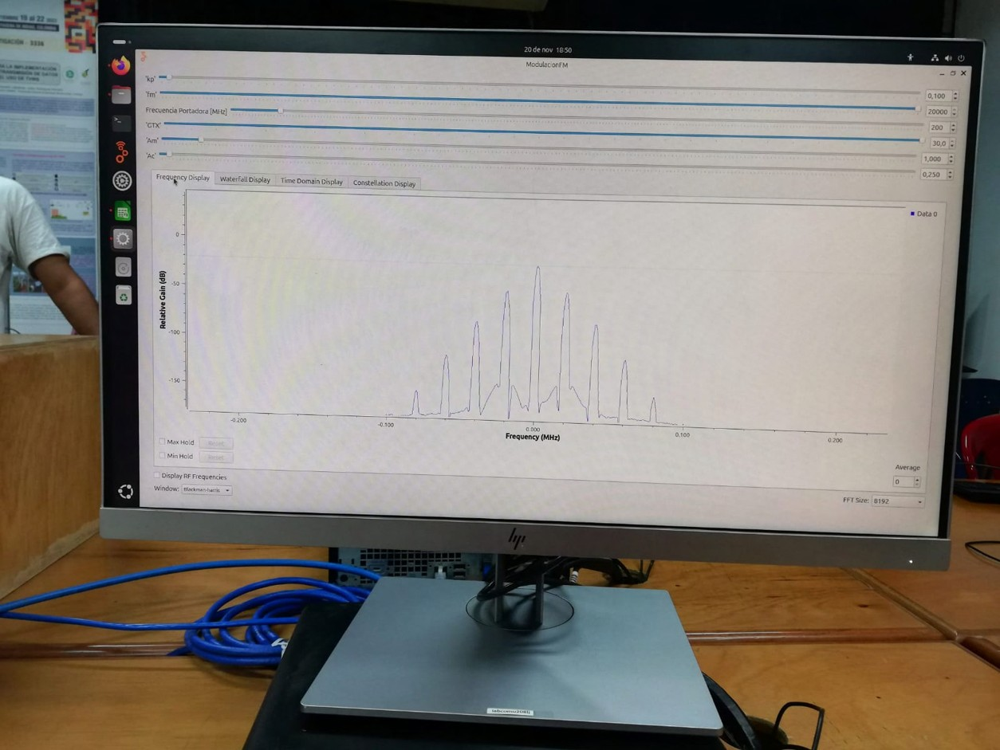 20 de nov 18:50
ModulacionFM
'kp'
0,100
'fm'
20000
Frecuencia Portadora [MHz]
200
'GTX'
30,0
'Am'
1,000
'Ac'
0,250
Frequency Display
Waterfall Display
Time Domain Display
Constellation Display
Data 0
Relative Gain (dB)
0
-50
-100
-150
-0.200
-0.100
0.000
0.100
0.200
Frequency (MHz)
Max Hold
Reset
Min Hold
Reset
Average
0
Display RF Frequencies
Window: Blackman-harris
FFT Size: 8192
hp